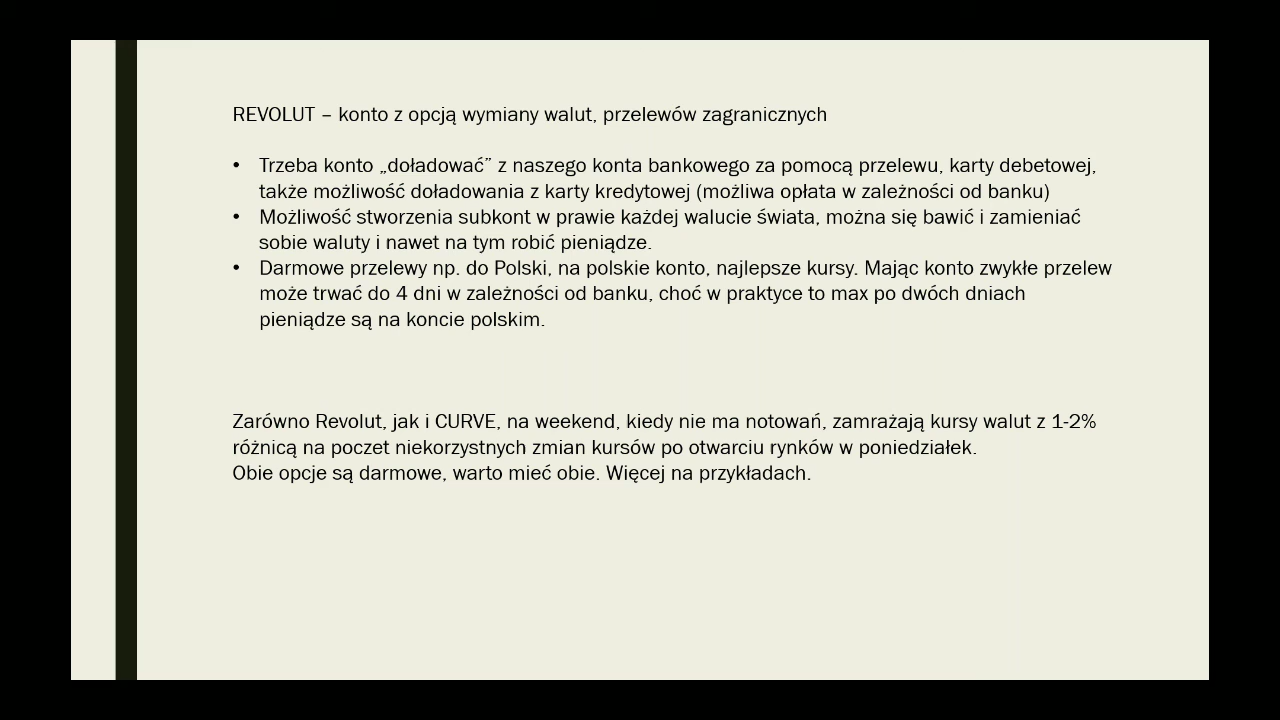 REVOLUT – konto z opcją wymiany walut, przelewów zagranicznych
• Trzeba konto „doładować” z naszego konta bankowego za pomocą przelewu, karty debetowej,
także możliwość doładowania z karty kredytowej (możliwa opłata w zależności od banku)
• Możliwość stworzenia subkont w prawie każdej walucie świata, można się bawić i zamieniać
sobie waluty i nawet na tym robić pieniądze.
• Darmowe przelewy np. do Polski, na polskie konto, najlepsze kursy. Mając konto zwykłe przelew
może trwać do 4 dni w zależności od banku, choć w praktyce to max po dwóch dniach
pieniądze są na koncie polskim.
Zarówno Revolut, jak i CURVE, na weekend, kiedy nie ma notowań, zamrażają kursy walut z 1-2%
różnicą na poczet niekorzystnych zmian kursów po otwarciu rynków w poniedziałek.
Obie opcje są darmowe, warto mieć obie. Więcej na przykładach.